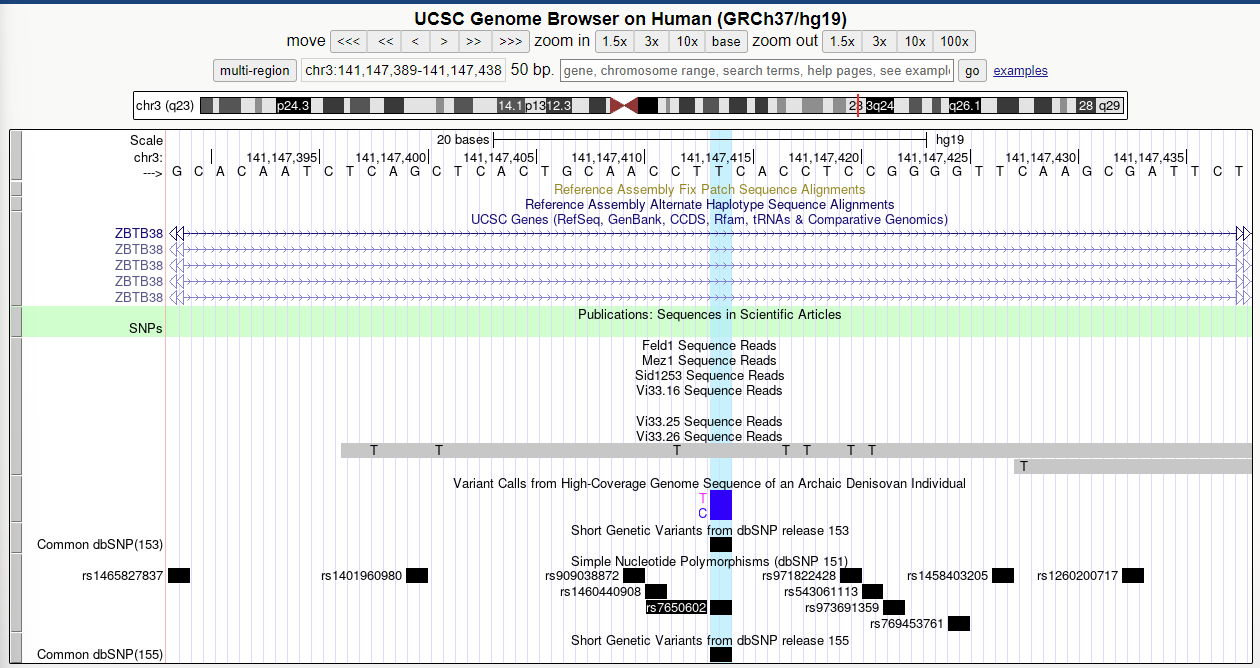 UCSC Genome Browser on Human (GRCh37/hg19)
move <<< << < > >> >>> zoom in 1.5x 3x 10x base zoom out 1.5x 3x 10x 100x
multi-region chr3:141,147,389-141,147,438 50 bp. gene, chromosome range, search terms, help pages, see exampl go examples
chr3 (q23) p24.3 14.1 p13 12.3 23 3q24 q26.1 28 q29
Scale 20 bases hg19
chr3: 141,147,395 141,147,400 141,147,405 141,147,410 141,147,415 141,147,420 141,147,425 141,147,430 141,147,435
---> G C A C A A T C T C A G C T C A C T G C A A C C T T C A C C T C C G G G G T T C A A G C G A T T C T
Reference Assembly Fix Patch Sequence Alignments
Reference Assembly Alternate Haplotype Sequence Alignments
UCSC Genes (RefSeq, GenBank, CCDS, Rfam, tRNAs & Comparative Genomics)
ZBTB38
ZBTB38
ZBTB38
ZBTB38
ZBTB38
Publications: Sequences in Scientific Articles
SNPs
Feld1 Sequence Reads
Mez1 Sequence Reads
Sid1253 Sequence Reads
Vi33.16 Sequence Reads
Vi33.25 Sequence Reads
Vi33.26 Sequence Reads
T T T T T T T
T
Variant Calls from High-Coverage Genome Sequence of an Archaic Denisovan Individual
T
C
Short Genetic Variants from dbSNP release 153
Common dbSNP(153)
Simple Nucleotide Polymorphisms (dbSNP 151)
rs1465827837 rs1401960980 rs909038872 rs971822428 rs1458403205 rs1260200717
rs1460440908 rs543061113
rs7650602 rs973691359
rs769453761
Short Genetic Variants from dbSNP release 155
Common dbSNP(155)